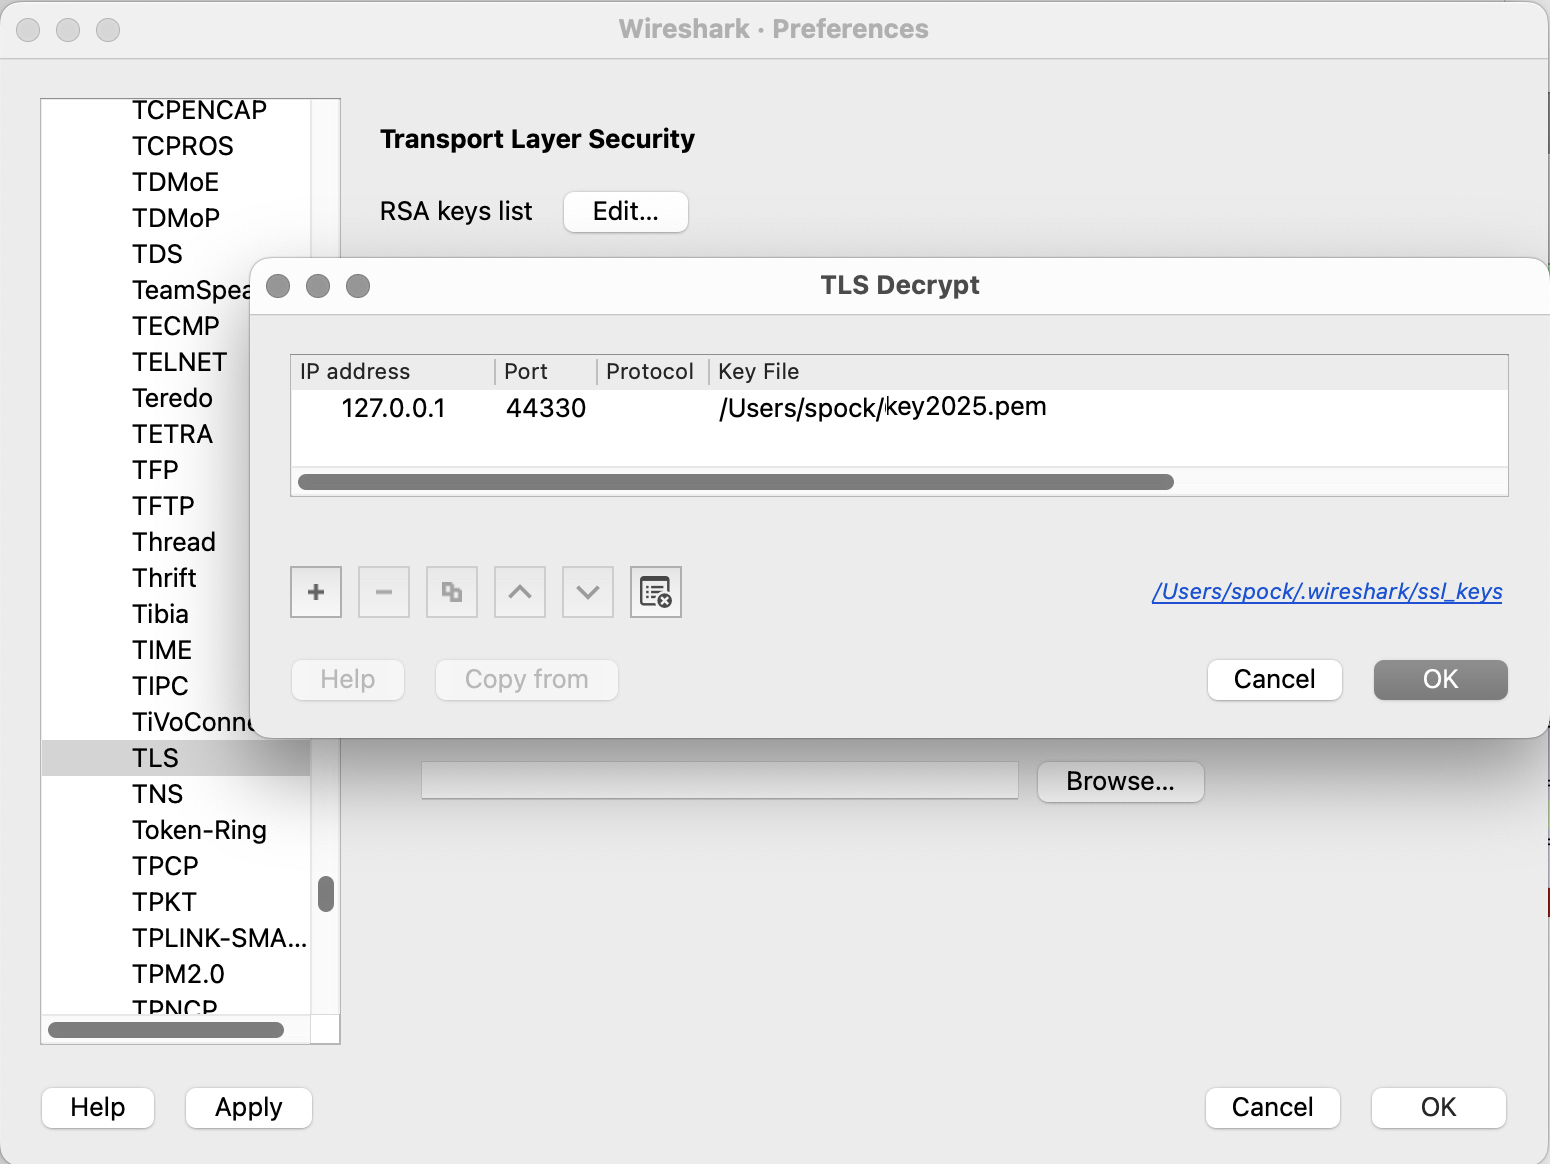 Wireshark · Preferences
TCPENCAP
TCPROS
TDMoE
TDMoP
TDS
TeamSpea
TECMP
TELNET
Teredo
TETRA
TFP
TFTP
Thread
Thrift
Tibia
TIME
TIPC
TiVoConne
TLS
TNS
Token-Ring
TPCP
TPKT
TPLINK-SMA...
TPM2.0
TPNCP
Transport Layer Security
RSA keys list Edit...
TLS Decrypt
IP address Port Protocol Key File
127.0.0.1 44330 /Users/spock/key2025.pem
/Users/spock/.wireshark/ssl_keys
Help Copy from Cancel OK
Browse...
Help Apply Cancel OK